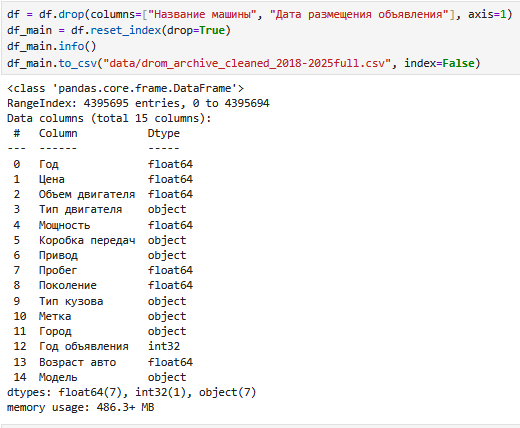 df = df.drop(columns=["Название машины", "Дата размещения объявления"], axis=1)
df_main = df.reset_index(drop=True)
df_main.info()
df_main.to_csv("data/drom_archive_cleaned_2018-2025full.csv", index=False)
<class 'pandas.core.frame.DataFrame'>
RangeIndex: 4395695 entries, 0 to 4395694
Data columns (total 15 columns):
 #   Column            Dtype
---  ------            -----
 0   Год               float64
 1   Цена              float64
 2   Объем двигателя   float64
 3   Тип двигателя     object
 4   Мощность          float64
 5   Коробка передач   object
 6   Привод            object
 7   Пробег            float64
 8   Поколение         float64
 9   Тип кузова        object
 10  Метка             object
 11  Город             object
 12  Год объявления    int32
 13  Возраст авто      float64
 14  Модель            object
dtypes: float64(7), int32(1), object(7)
memory usage: 486.3+ MB